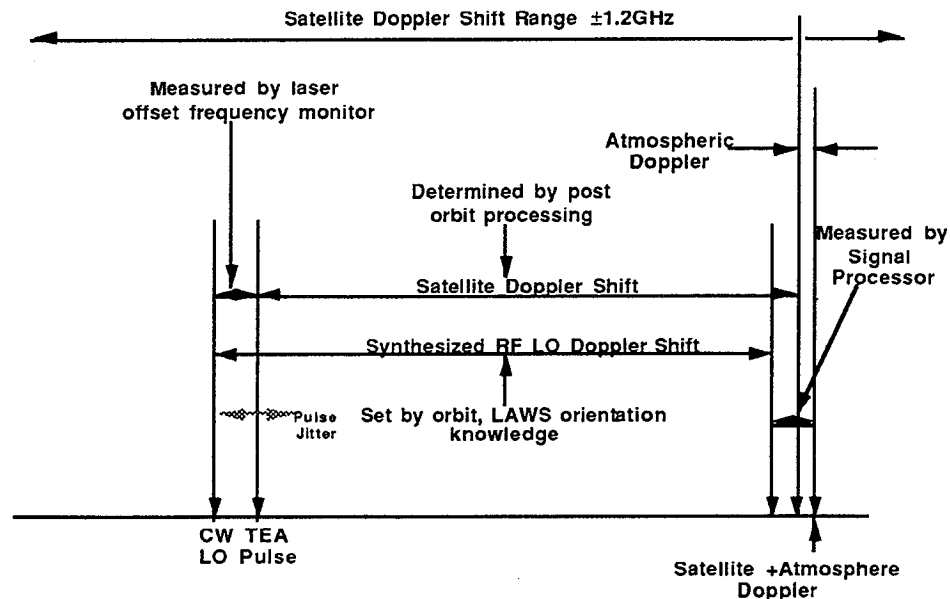 Satellite Doppler Shift Range ±1.2GHz
Measured by laser
offset frequency monitor
Atmospheric
Doppler
Determined by post
orbit processing
Measured by
Signal
Processor
Satellite Doppler Shift
Synthesized RF LO Doppler Shift
Pulse
Jitter
Set by orbit, LAWS orientation
knowledge
CW TEA
LO Pulse
Satellite +Atmosphere
Doppler